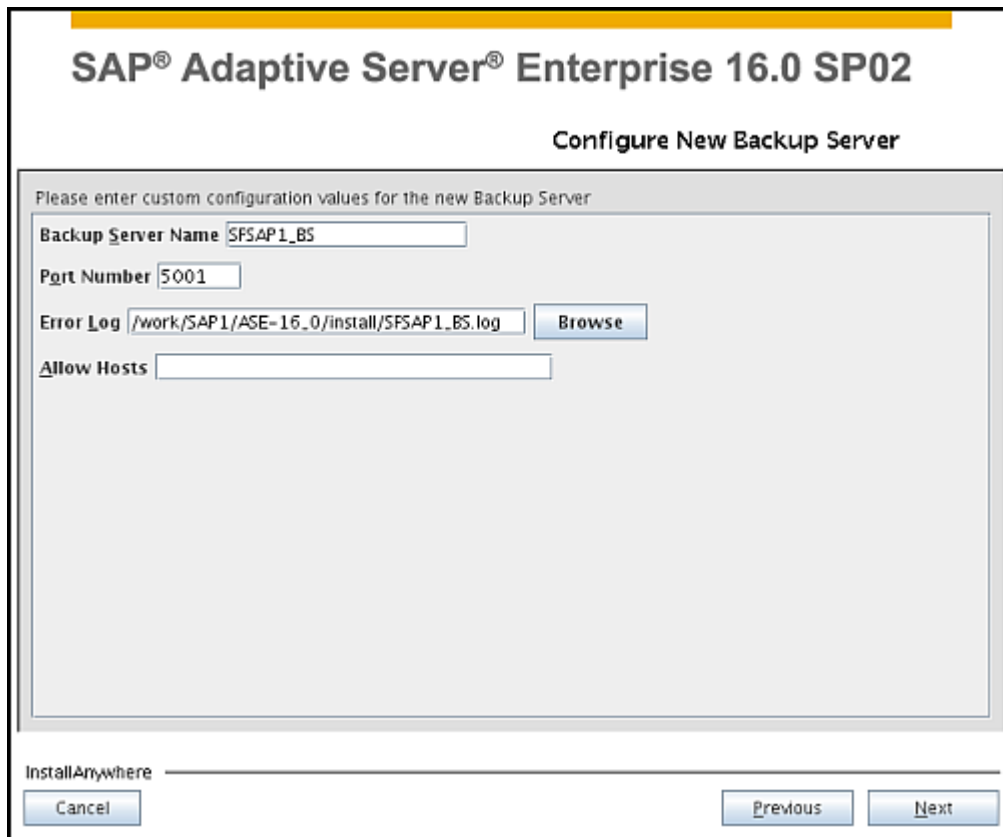 SAP® Adaptive Server® Enterprise 16.0 SP02
Configure New Backup Server
Please enter custom configuration values for the new Backup Server
Backup Server Name SFSAP1_BS
Port Number 5001
Error Log /work/SAP1/ASE-16_0/install/SFSAP1_BS.log Browse
Allow Hosts
InstallAnywhere
Cancel Previous Next